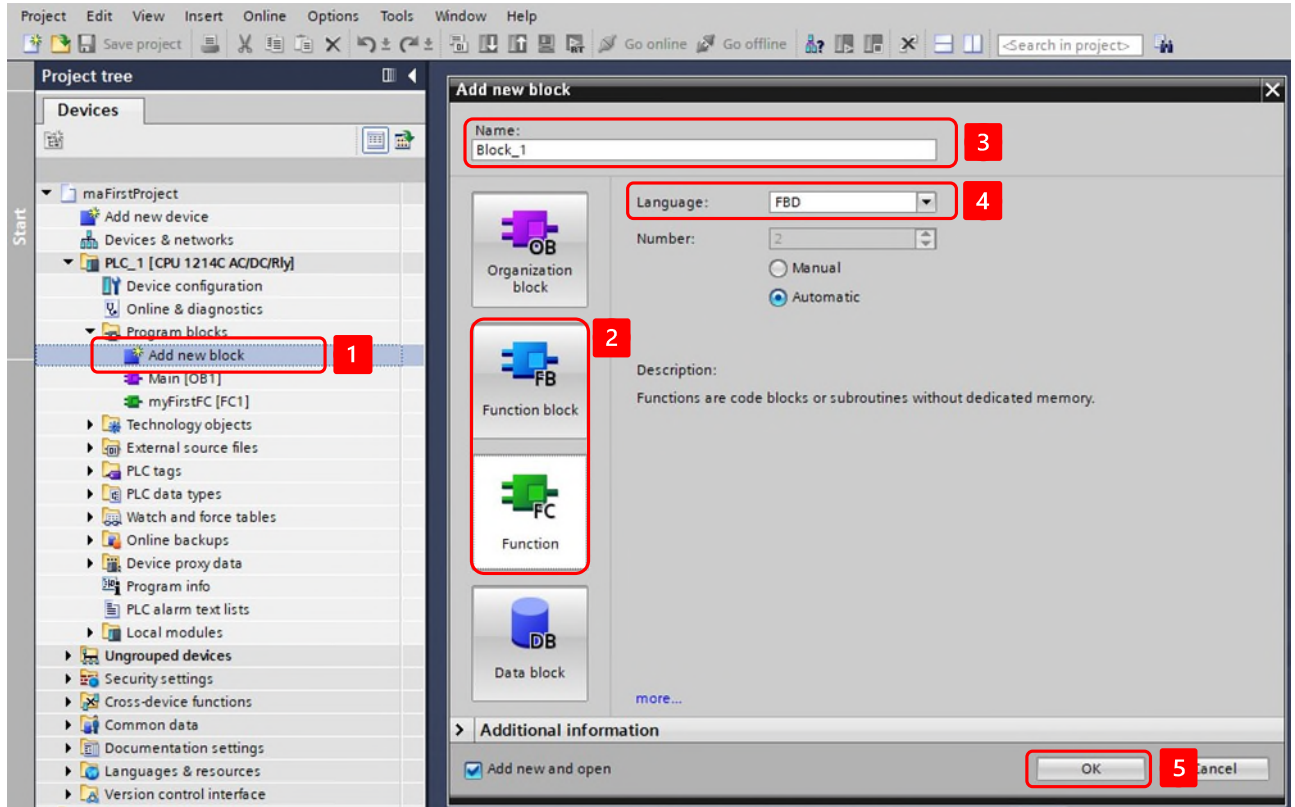 Project Edit View Insert Online Options Tools Window Help
Save project Go online Go offline <Search in project>
Start
Project tree
Devices
maFirstProject
Add new device
Devices & networks
PLC_1 [CPU 1214C AC/DC/Rly]
Device configuration
Online & diagnostics
Program blocks
Add new block 1
Main [OB1]
myFirstFC [FC1]
Technology objects
External source files
PLC tags
PLC data types
Watch and force tables
Online backups
Device proxy data
Program info
PLC alarm text lists
Local modules
Ungrouped devices
Security settings
Cross-device functions
Common data
Documentation settings
Languages & resources
Version control interface
Add new block
Name:
Block_1
3
OB
Organization
block
2
FB
Function block
FC
Function
DB
Data block
Language: FBD 4
Number: 2
Manual
Automatic
Description:
Functions are code blocks or subroutines without dedicated memory.
more...
> Additional information
Add new and open
OK 5 ancel